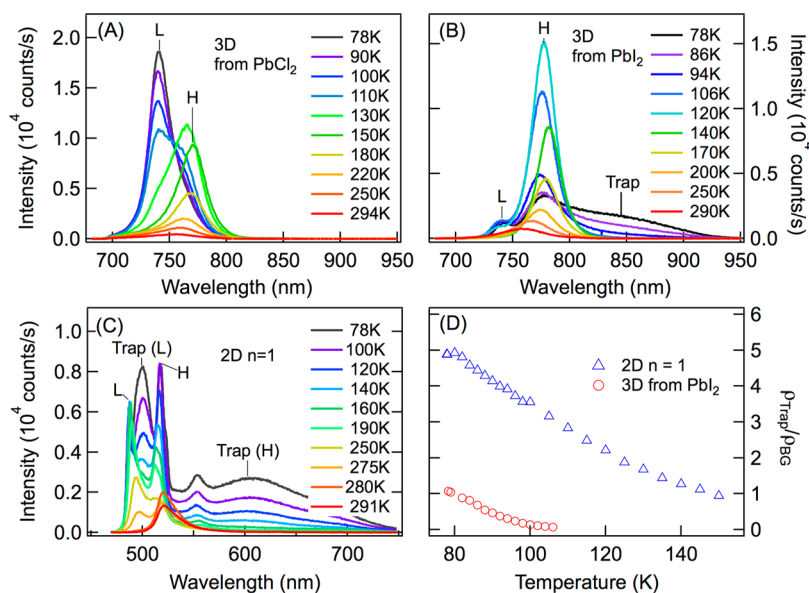 (A)
L
3D
from PbCl2
H
78K
90K
100K
110K
130K
150K
180K
220K
250K
294K
2.0
1.5
1.0
0.5
0.0
Intensity (10⁴ counts/s)
700 750 800 850 900 950
Wavelength (nm)
(B)
H
3D
from PbI2
L
Trap
78K
86K
94K
106K
120K
140K
170K
200K
250K
290K
1.5
1.0
0.5
0.0
Intensity (10⁴ counts/s)
700 750 800 850 900 950
Wavelength (nm)
(C)
Trap (L)
2D n=1
L
H
Trap (H)
78K
100K
120K
140K
160K
190K
250K
275K
280K
291K
1.0
0.8
0.6
0.4
0.2
0.0
Intensity (10⁴ counts/s)
500 600 700
Wavelength (nm)
(D)
2D n = 1
3D from PbI2
6
5
4
3
2
1
0
ρTrap/ρBG
80 100 120 140
Temperature (K)